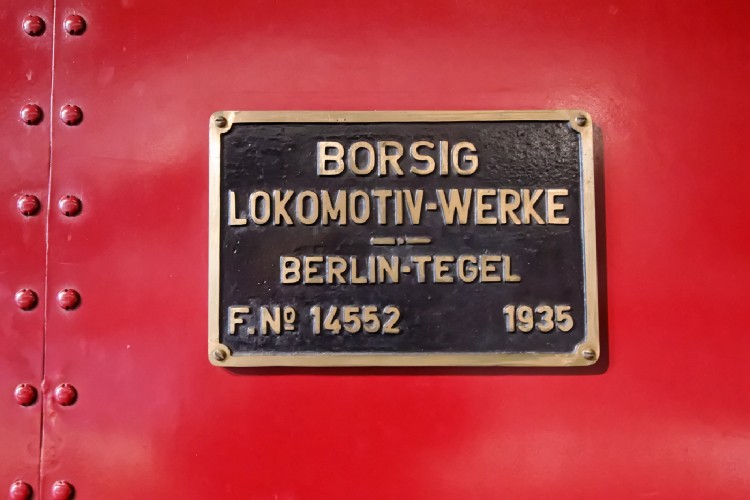 BORSIG
LOKOMOTIV-WERKE
BERLIN-TEGEL
F.Nº 14552 1935